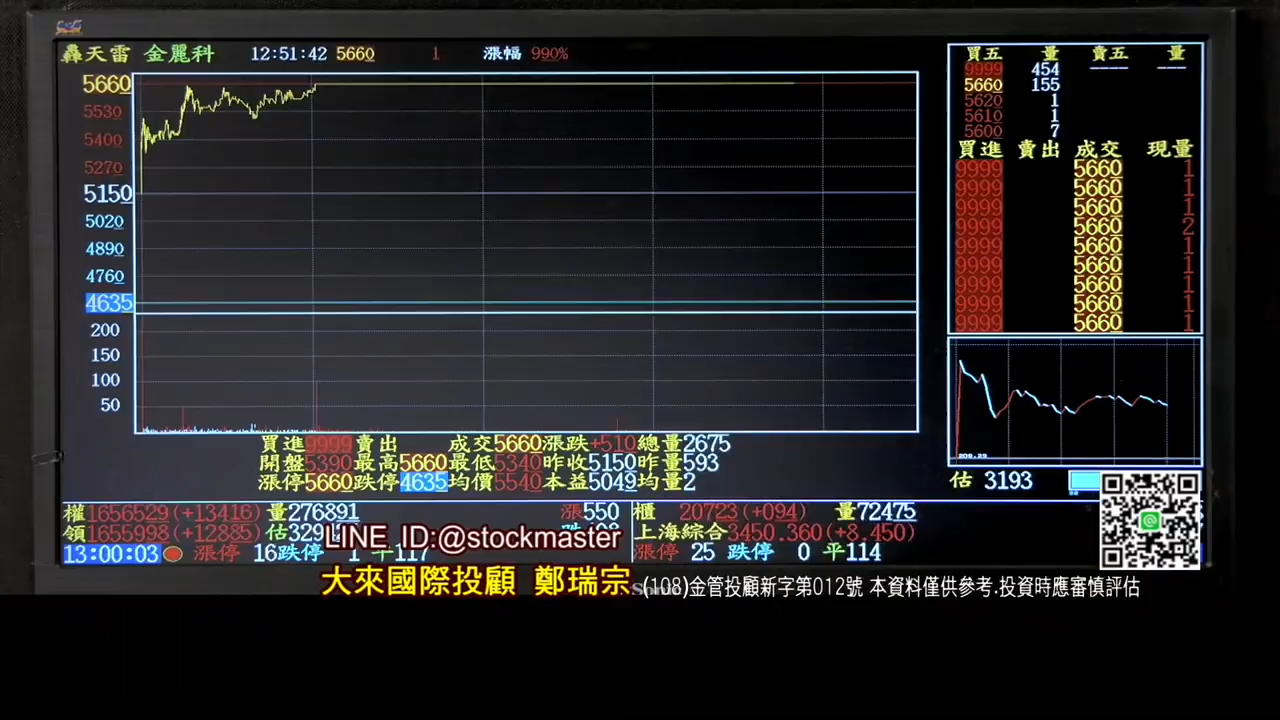 轟天雷 金麗科 12:51:42 5660 1 漲幅 990%
5660
5530
5400
5270
5150
5020
4890
4760
4635
200
150
100
50
買進9999賣出 成交5660漲跌+510總量2675
開盤5390最高5660最低5340昨收5150昨量593
漲停5660跌停4635均價5540本益5049均量2
買五 量 賣五 量
9999 454 ---- ---
5660 155
5620 1
5610 1
5600 7
買進 賣出 成交 現量
9999 5660 1
9999 5660 1
9999 5660 1
9999 5660 2
9999 5660 1
9999 5660 1
9999 5660 1
9999 5660 1
9999 5660 1
209.29
估 3193
權1656529(+13416)量276891 漲550
領1655998(+12885)估329
13:00:03 漲停 16跌停 1 平117
櫃 20723(+094) 量72475
上海綜合3450.360(+8.450)
漲停 25 跌停 0 平114
LINE ID:@stockmaster
大來國際投顧 鄭瑞宗
(108)金管投顧新字第012號 本資料僅供參考.投資時應審慎評估